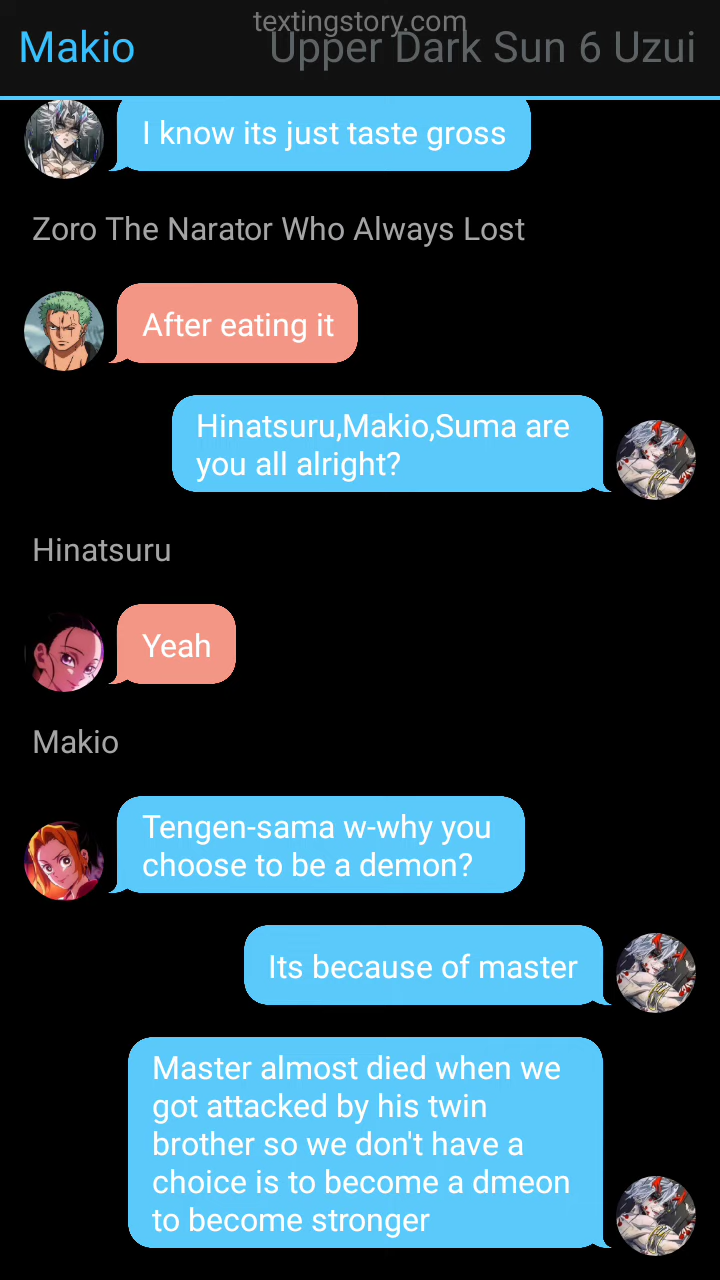 textingstory.com
Makio
Upper Dark Sun 6 Uzui
I know its just taste gross
Zoro The Narator Who Always Lost
After eating it
Hinatsuru,Makio,Suma are
you all alright?
Hinatsuru
Yeah
Makio
Tengen-sama w-why you
choose to be a demon?
Its because of master
Master almost died when we
got attacked by his twin
brother so we don't have a
choice is to become a dmeon
to become stronger